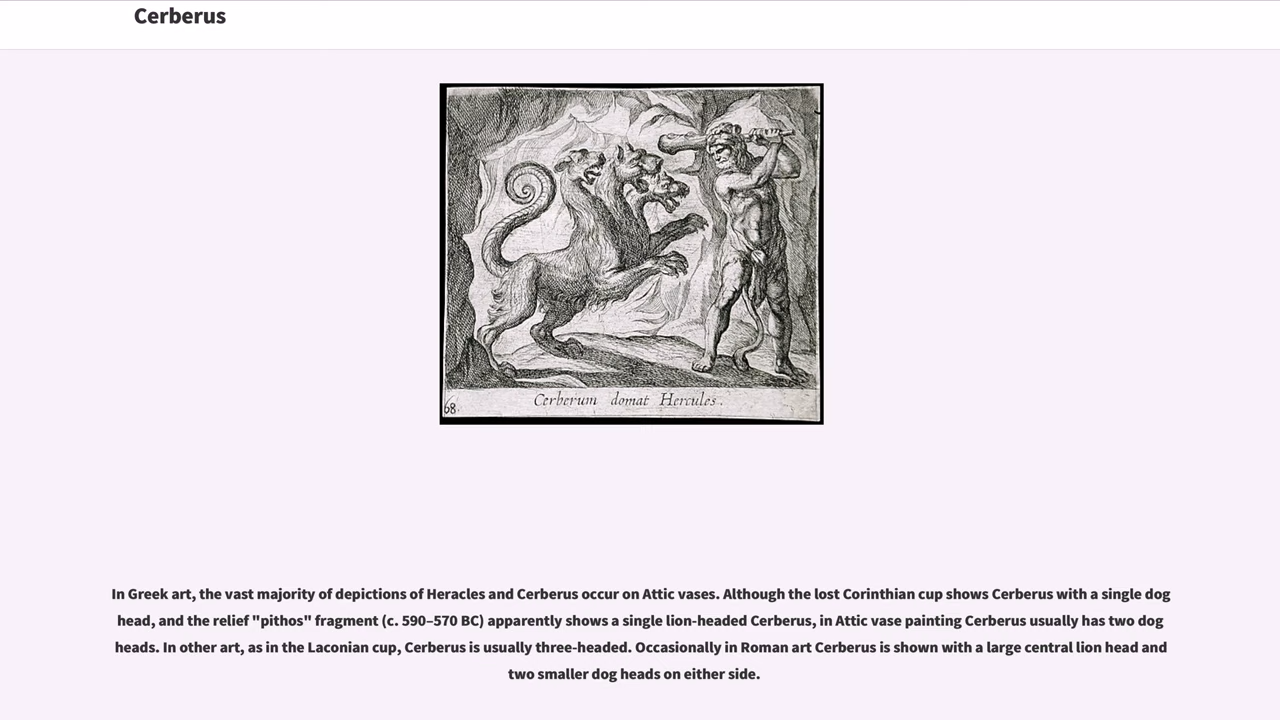 Cerberus
Cerberum domat Hercules.
68.
In Greek art, the vast majority of depictions of Heracles and Cerberus occur on Attic vases. Although the lost Corinthian cup shows Cerberus with a single dog
head, and the relief "pithos" fragment (c. 590–570 BC) apparently shows a single lion-headed Cerberus, in Attic vase painting Cerberus usually has two dog
heads. In other art, as in the Laconian cup, Cerberus is usually three-headed. Occasionally in Roman art Cerberus is shown with a large central lion head and
two smaller dog heads on either side.